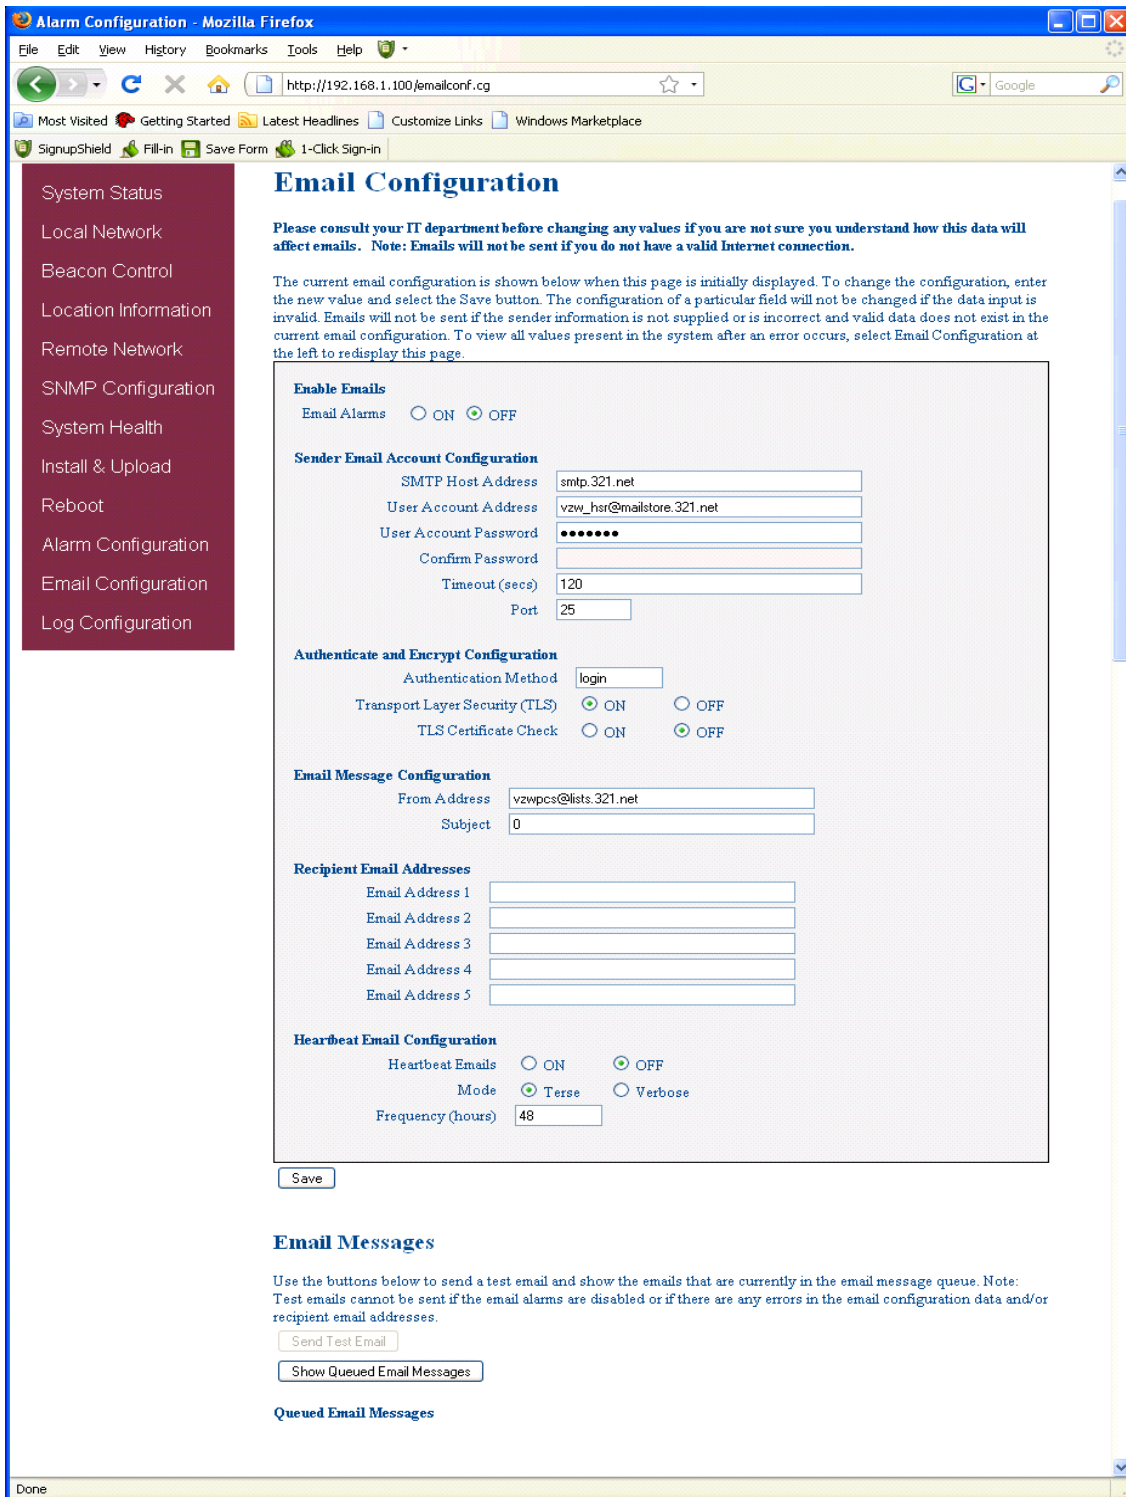 Alarm Configuration - Mozilla Firefox
File Edit View History Bookmarks Tools Help
http://192.168.1.100/emailconf.cg
Google
Most Visited Getting Started Latest Headlines Customize Links Windows Marketplace
SignupShield Fill-in Save Form 1-Click Sign-in
System Status
Local Network
Beacon Control
Location Information
Remote Network
SNMP Configuration
System Health
Install & Upload
Reboot
Alarm Configuration
Email Configuration
Log Configuration
Email Configuration
Please consult your IT department before changing any values if you are not sure you understand how this data will
affect emails. Note: Emails will not be sent if you do not have a valid Internet connection.
The current email configuration is shown below when this page is initially displayed. To change the configuration, enter
the new value and select the Save button. The configuration of a particular field will not be changed if the data input is
invalid. Emails will not be sent if the sender information is not supplied or is incorrect and valid data does not exist in the
current email configuration. To view all values present in the system after an error occurs, select Email Configuration at
the left to redisplay this page.
Enable Emails
Email Alarms ON OFF
Sender Email Account Configuration
SMTP Host Address smtp.321.net
User Account Address vzw_hsr@mailstore.321.net
User Account Password •••••••
Confirm Password
Timeout (secs) 120
Port 25
Authenticate and Encrypt Configuration
Authentication Method login
Transport Layer Security (TLS) ON OFF
TLS Certificate Check ON OFF
Email Message Configuration
From Address vzwpcs@lists.321.net
Subject 0
Recipient Email Addresses
Email Address 1
Email Address 2
Email Address 3
Email Address 4
Email Address 5
Heartbeat Email Configuration
Heartbeat Emails ON OFF
Mode Terse Verbose
Frequency (hours) 48
Save
Email Messages
Use the buttons below to send a test email and show the emails that are currently in the email message queue. Note:
Test emails cannot be sent if the email alarms are disabled or if there are any errors in the email configuration data and/or
recipient email addresses.
Send Test Email
Show Queued Email Messages
Queued Email Messages
Done